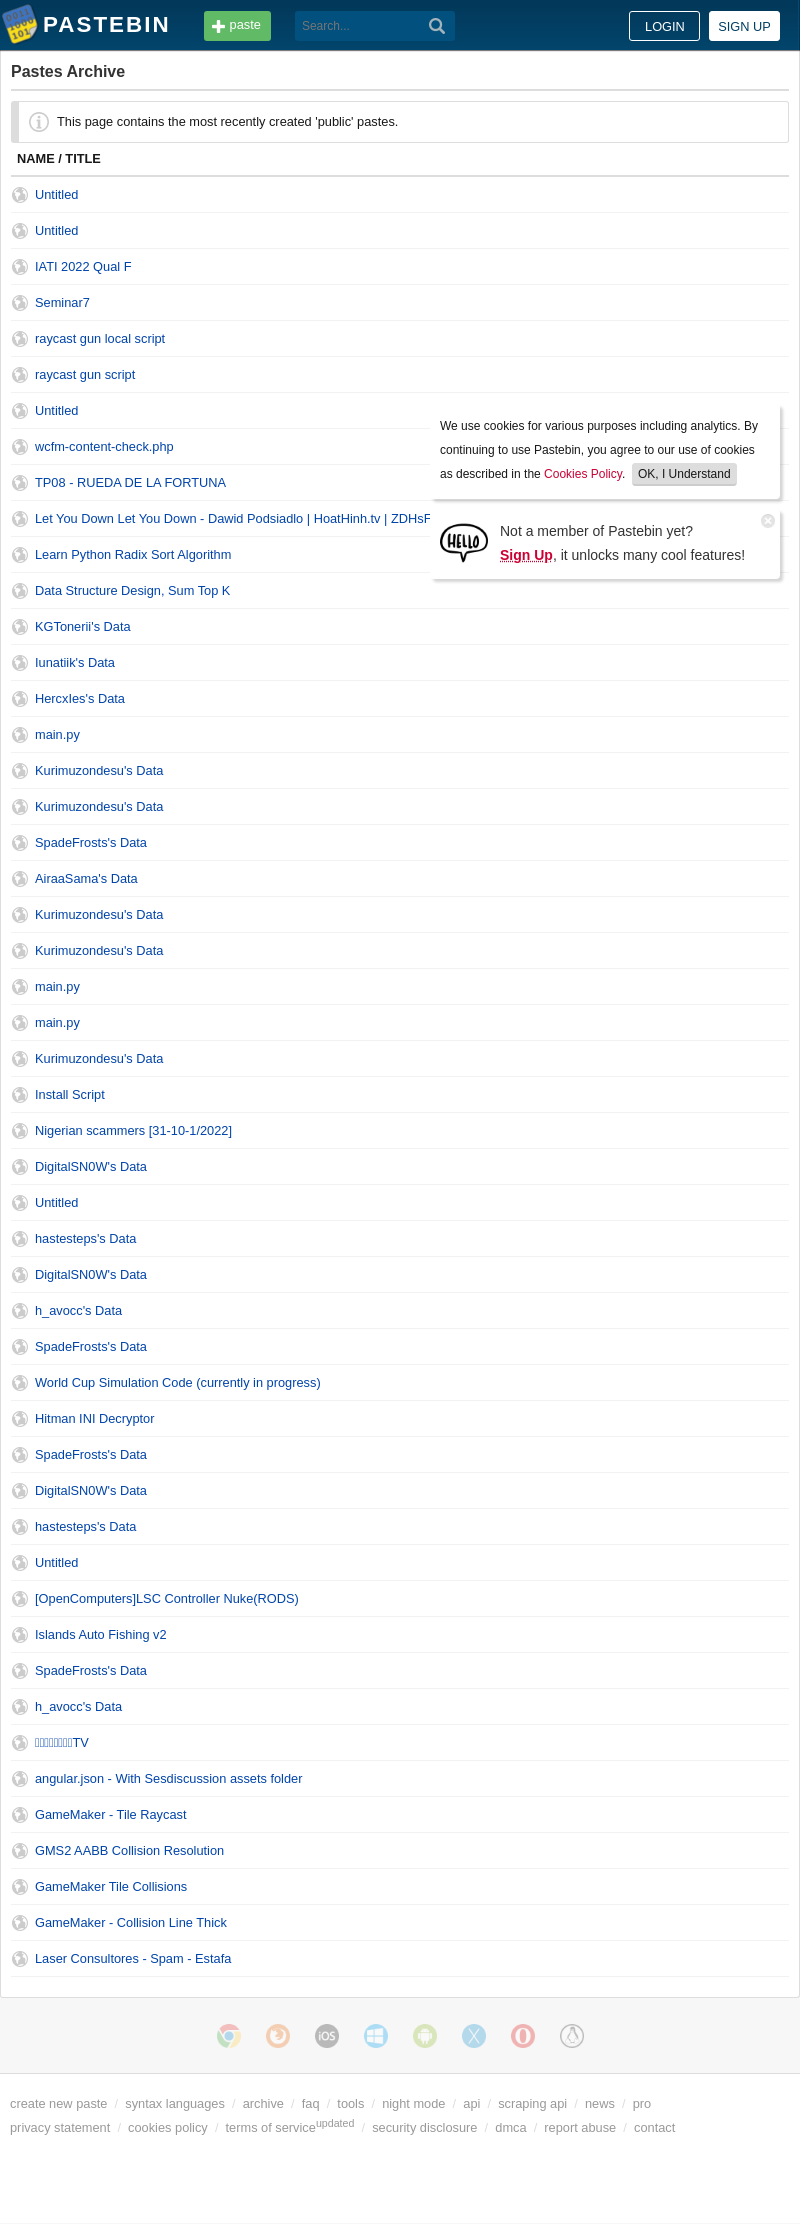 PASTEBIN
paste
Search...
LOGIN
SIGN UP
Pastes Archive
This page contains the most recently created 'public' pastes.
NAME / TITLE
Untitled
Untitled
IATI 2022 Qual F
Seminar7
raycast gun local script
raycast gun script
Untitled
We use cookies for various purposes including analytics. By
continuing to use Pastebin, you agree to our use of cookies
as described in the Cookies Policy. OK, I Understand
wcfm-content-check.php
TP08 - RUEDA DE LA FORTUNA
Let You Down Let You Down - Dawid Podsiadlo | HoatHinh.tv |
HELLO
Not a member of Pastebin yet?
Sign Up, it unlocks many cool features!
Learn Python Radix Sort Algorithm
Data Structure Design, Sum Top K
KGTonerii's Data
Iunatiik's Data
HercxIes's Data
main.py
Kurimuzondesu's Data
Kurimuzondesu's Data
SpadeFrosts's Data
AiraaSama's Data
Kurimuzondesu's Data
Kurimuzondesu's Data
main.py
main.py
Kurimuzondesu's Data
Install Script
Nigerian scammers [31-10-1/2022]
DigitalSN0W's Data
Untitled
hastesteps's Data
DigitalSN0W's Data
h_avocc's Data
SpadeFrosts's Data
World Cup Simulation Code (currently in progress)
Hitman INI Decryptor
SpadeFrosts's Data
DigitalSN0W's Data
hastesteps's Data
Untitled
[OpenComputers]LSC Controller Nuke(RODS)
Islands Auto Fishing v2
SpadeFrosts's Data
h_avocc's Data
TV
angular.json - With Sesdiscussion assets folder
GameMaker - Tile Raycast
GMS2 AABB Collision Resolution
GameMaker Tile Collisions
GameMaker - Collision Line Thick
Laser Consultores - Spam - Estafa
iOS
create new paste / syntax languages / archive / faq / tools / night mode / api / scraping api / news / pro
privacy statement / cookies policy / terms of service updated / security disclosure / dmca / report abuse / contact